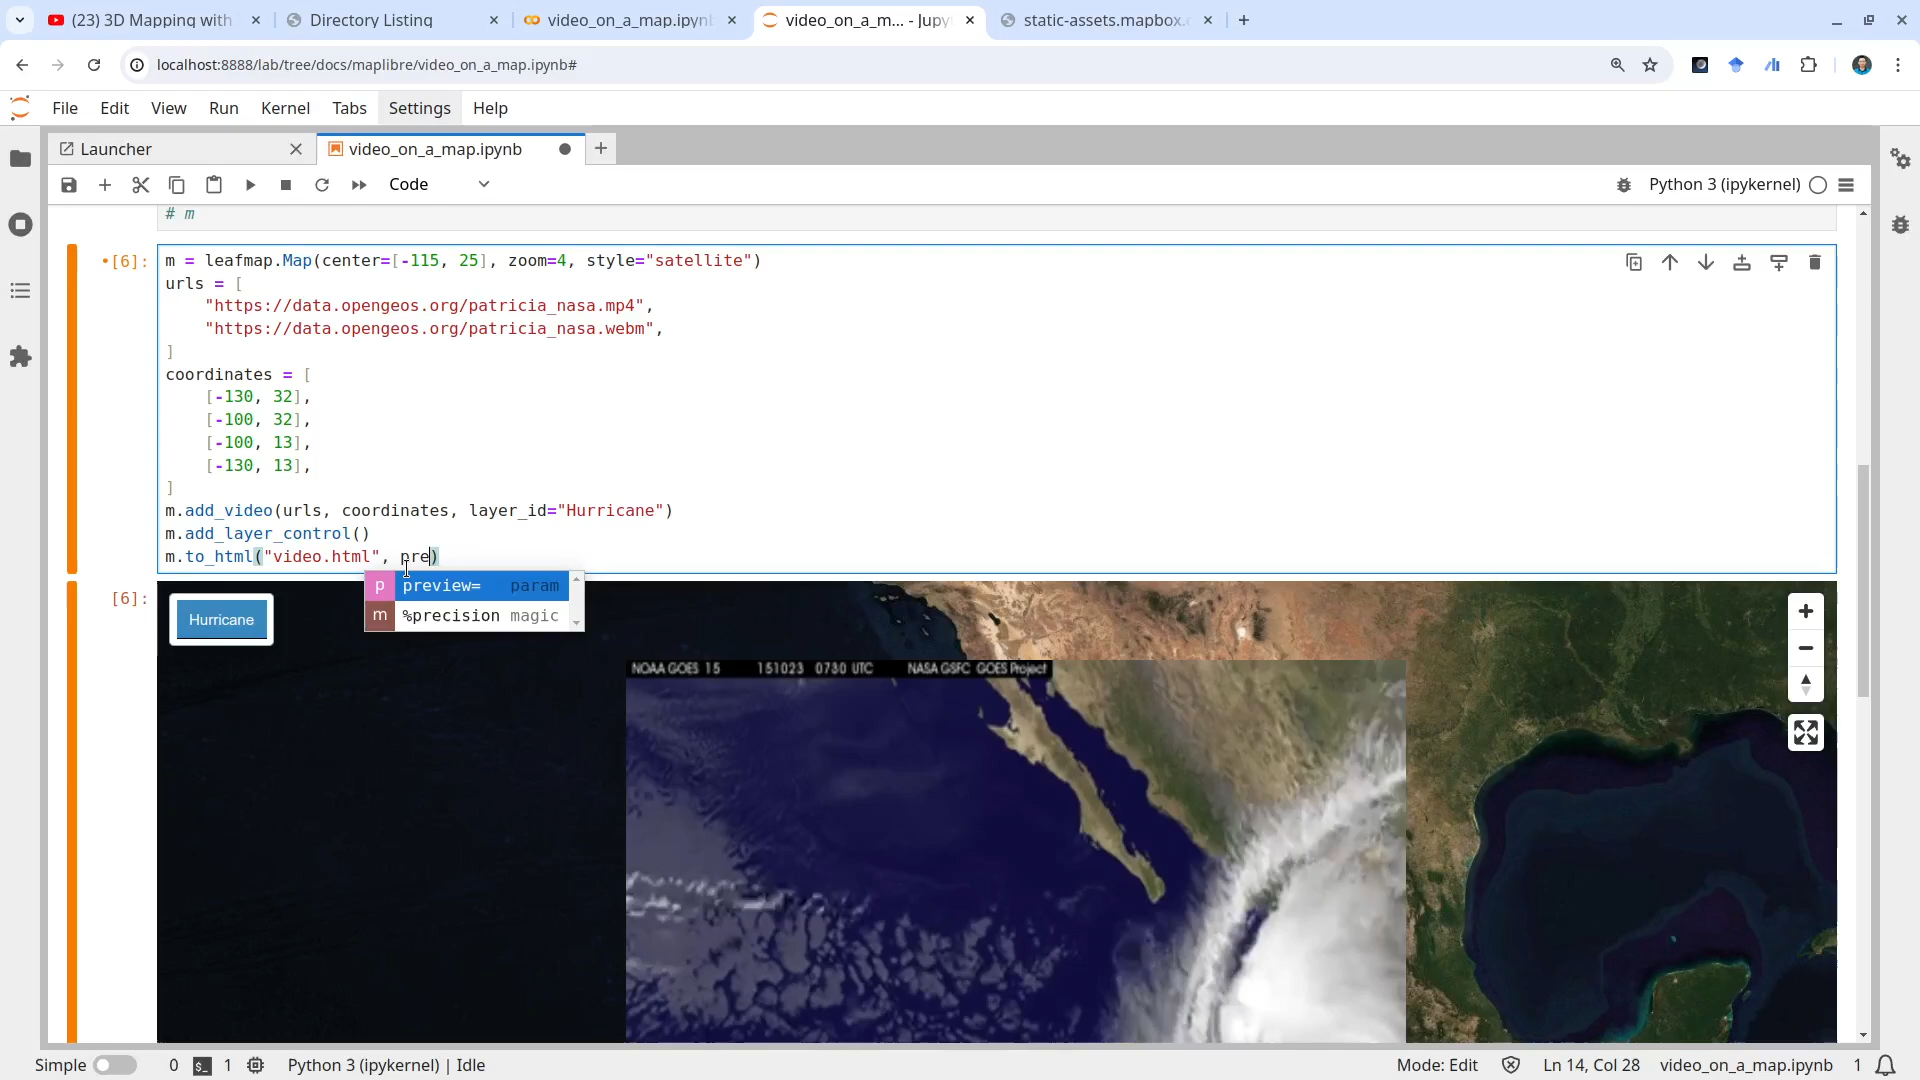 (23) 3D Mapping with
Directory Listing
video_on_a_map.ipynb
video_on_a_m... - Jupy
static-assets.mapbox.c
localhost:8888/lab/tree/docs/maplibre/video_on_a_map.ipynb#
File Edit View Run Kernel Tabs Settings Help
Launcher
video_on_a_map.ipynb
Code
Python 3 (ipykernel)
# m
[6]:
m = leafmap.Map(center=[-115, 25], zoom=4, style="satellite")
urls = [
"https://data.opengeos.org/patricia_nasa.mp4",
"https://data.opengeos.org/patricia_nasa.webm",
]
coordinates = [
[-130, 32],
[-100, 32],
[-100, 13],
[-130, 13],
]
m.add_video(urls, coordinates, layer_id="Hurricane")
m.add_layer_control()
m.to_html("video.html", pre)
p preview= param
m %precision magic
[6]:
Hurricane
NOAA GOES 15 151023 0730 UTC NASA GSFC GOES Project
Simple 0 $_ 1 Python 3 (ipykernel) | Idle Mode: Edit Ln 14, Col 28 video_on_a_map.ipynb 1